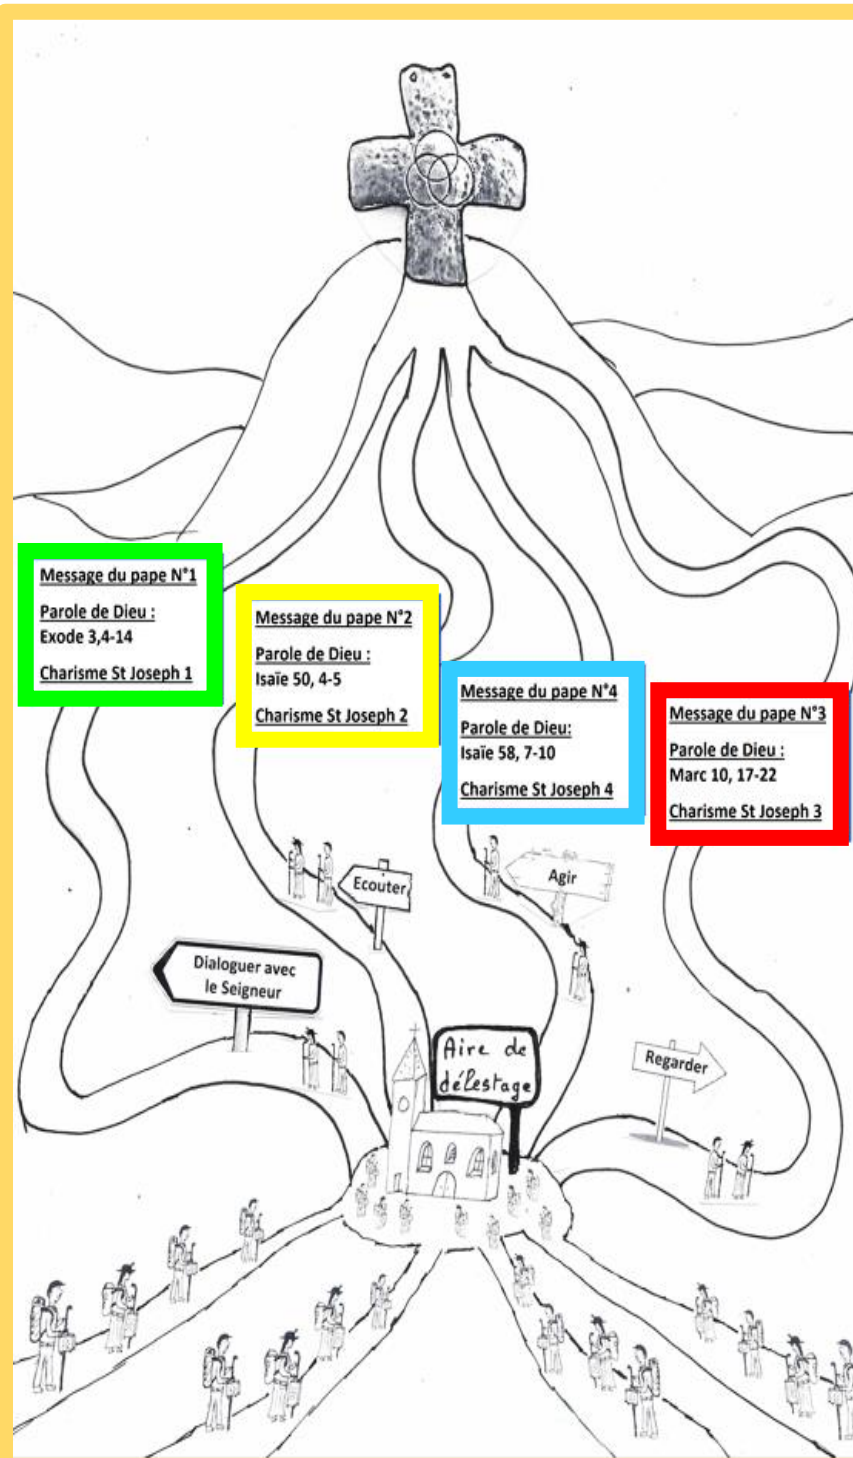 Message du pape N°1
Parole de Dieu :
Exode 3,4-14
Charisme St Joseph 1
Message du pape N°2
Parole de Dieu :
Isaïe 50, 4-5
Charisme St Joseph 2
Message du pape N°4
Parole de Dieu:
Isaïe 58, 7-10
Charisme St Joseph 4
Message du pape N°3
Parole de Dieu :
Marc 10, 17-22
Charisme St Joseph 3
Ecouter
Agir
Dialoguer avec
le Seigneur
Aire de
délestage
Regarder